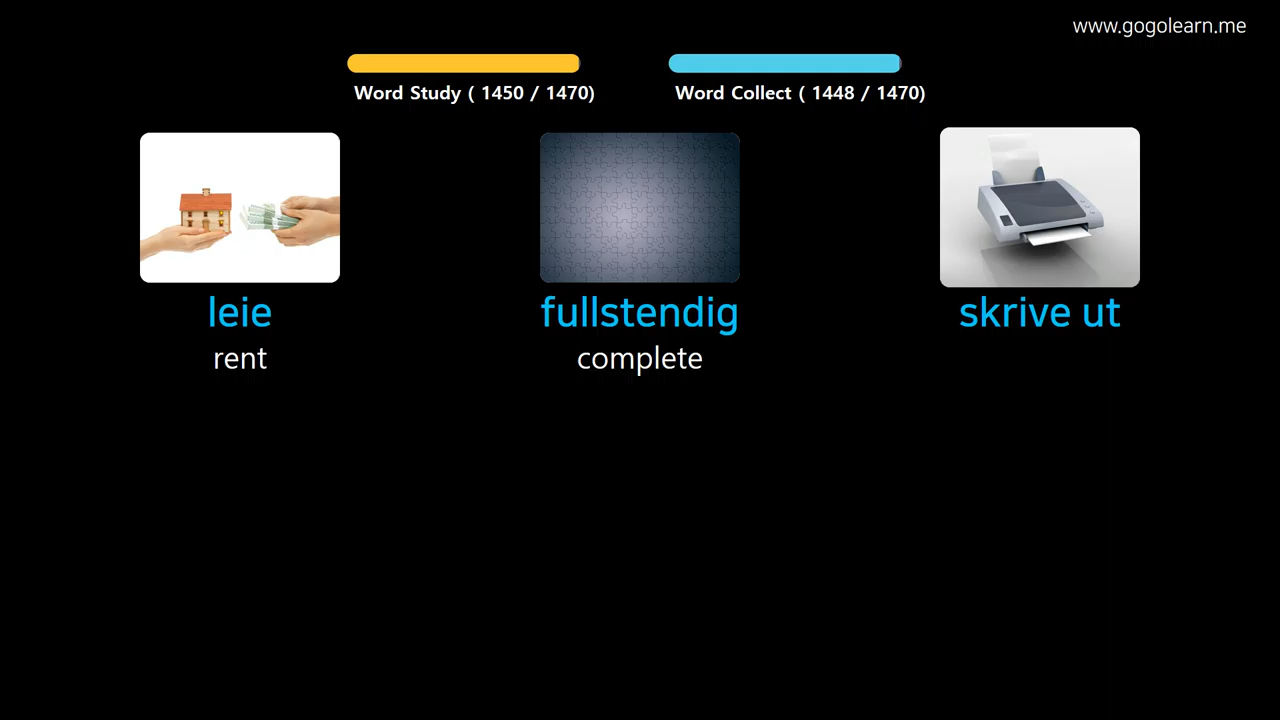 www.gogolearn.me
Word Study ( 1450 / 1470)
Word Collect ( 1448 / 1470)
leie
rent
fullstendig
complete
skrive ut